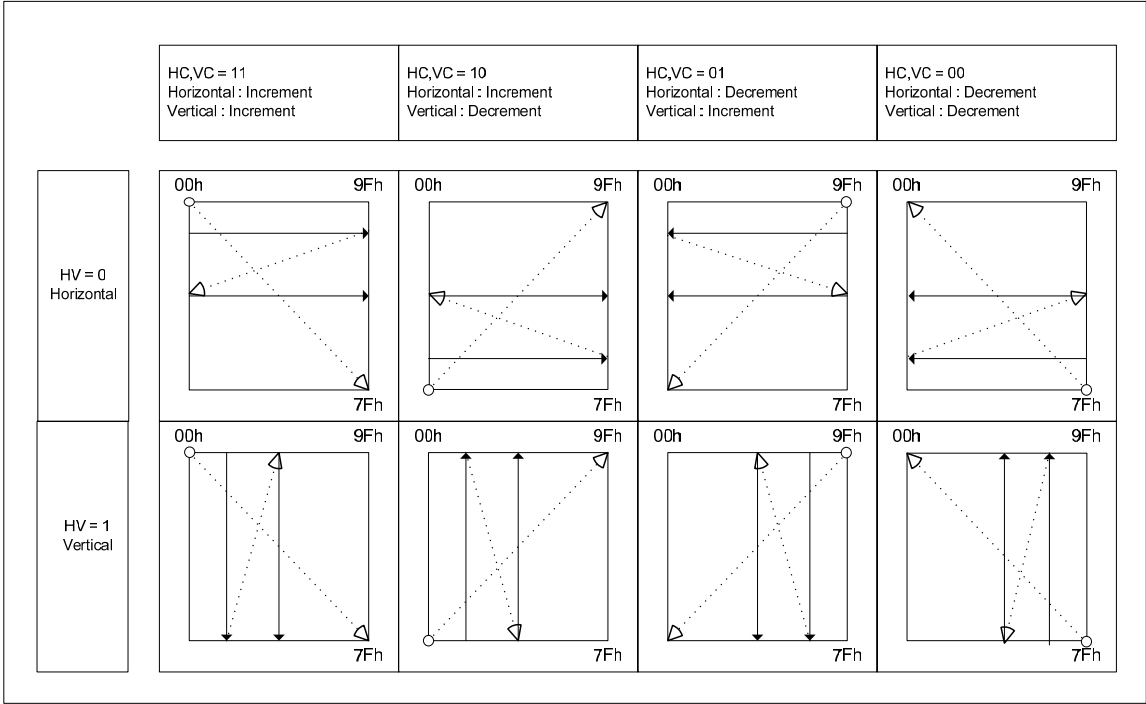 HC,VC = 11
Horizontal : Increment
Vertical : Increment
HC,VC = 10
Horizontal : Increment
Vertical : Decrement
HC,VC = 01
Horizontal : Decrement
Vertical : Increment
HC,VC = 00
Horizontal : Decrement
Vertical : Decrement
HV = 0
Horizontal
00h 9Fh
7Fh
00h 9Fh
7Fh
00h 9Fh
7Fh
00h 9Fh
7Fh
HV = 1
Vertical
00h 9Fh
7Fh
00h 9Fh
7Fh
00h 9Fh
7Fh
00h 9Fh
7Fh